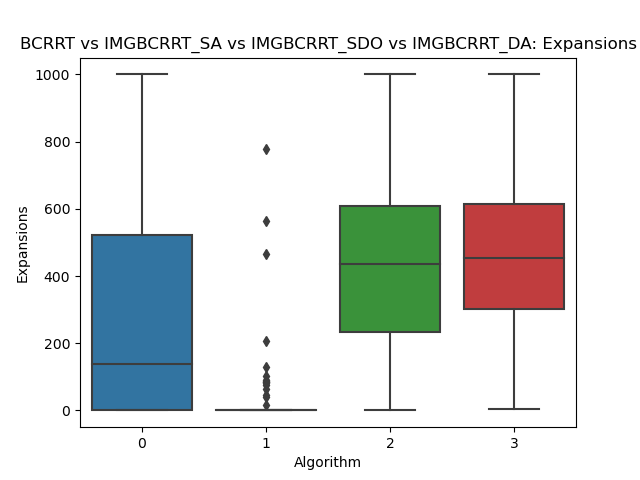 BCRRT vs IMGBCRRT_SA vs IMGBCRRT_SDO vs IMGBCRRT_DA: Expansions
1000
800
600
400
200
0
Expansions
0 1 2 3
Algorithm